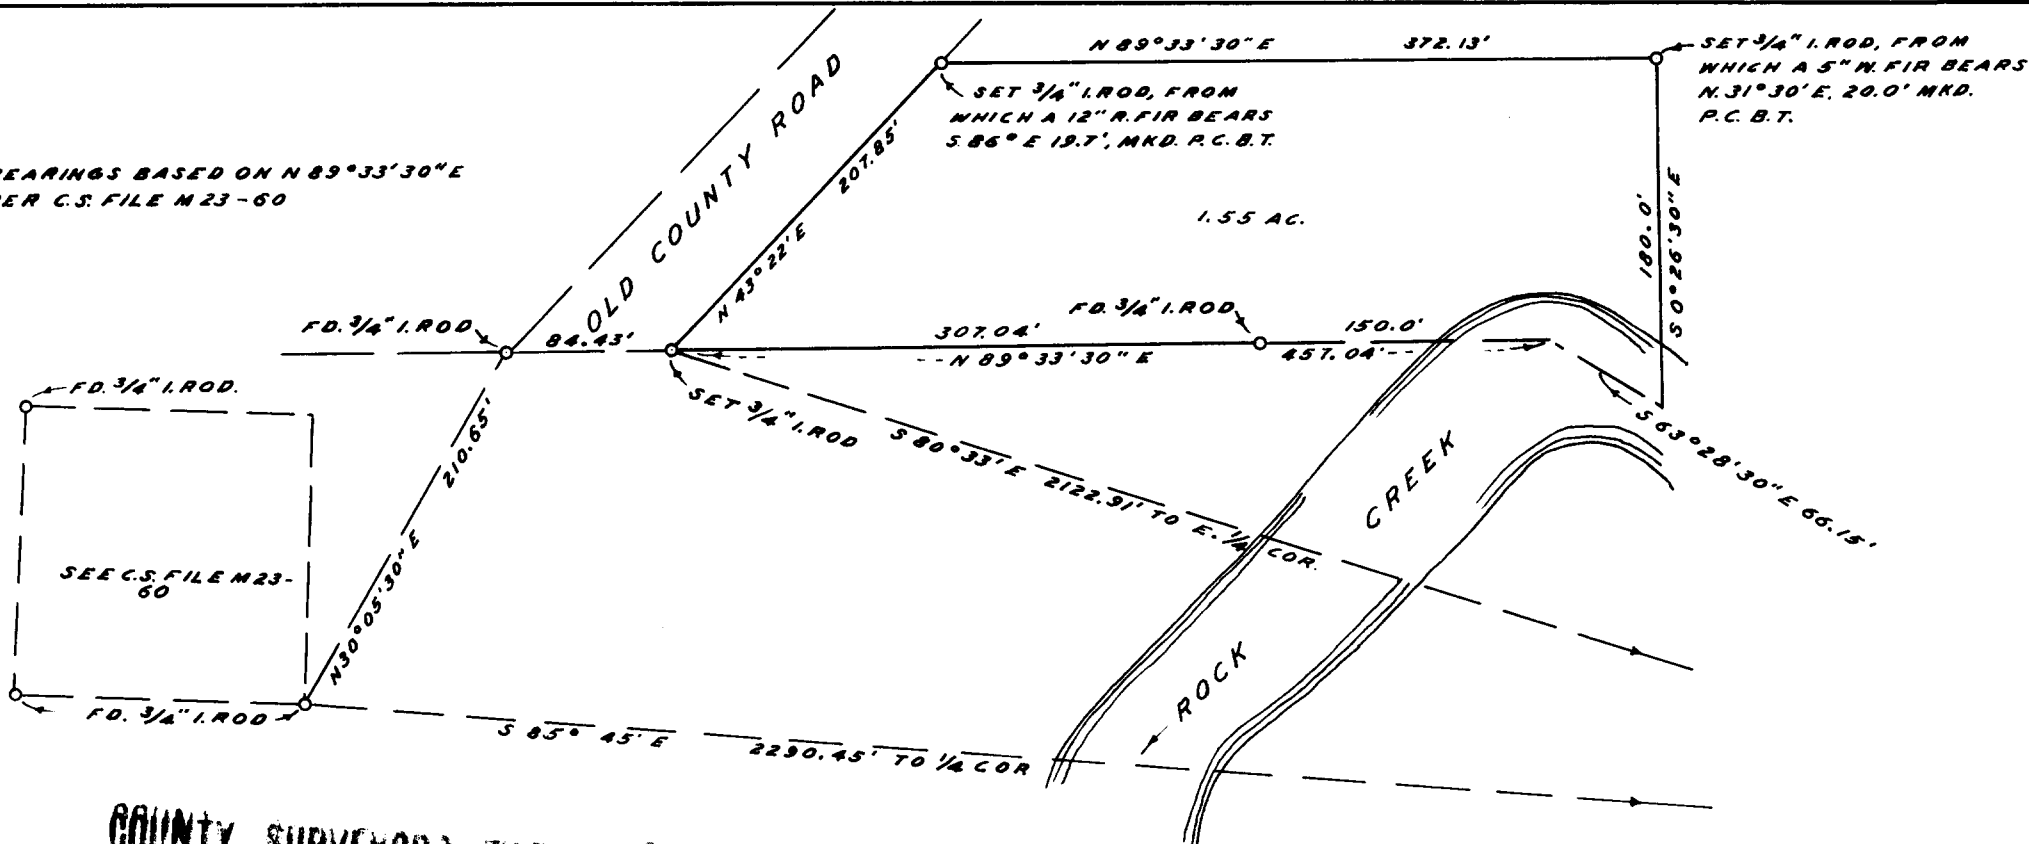 N 89°33'30" E 372.13'
SET 3/4" I. ROD, FROM
WHICH A 5" W. FIR BEARS
N. 31°30' E, 20.0' MKD.
P.C. B.T.
SET 3/4" I. ROD, FROM
WHICH A 12" R. FIR BEARS
S 86° E 19.7', MKD. P.C. B.T.
OLD COUNTY ROAD
207.85'
N 43° 22' E
BEARINGS BASED ON N 89°33'30" E
PER C.S. FILE M 23-60
1.55 AC.
180.0'
S 0°26'30" E
FD. 3/4" I. ROD
84.43'
307.04'
FD. 3/4" I. ROD
150.0'
N 89°33'30" E
457.04'
SET 3/4" I. ROD
S 63°28'30" E 66.15'
FD. 3/4" I. ROD.
210.65'
N 30°05'30" E
S 80°33' E 2122.91' TO E. 1/4 COR.
SEE C.S. FILE M 23-
60
ROCK CREEK
FD. 3/4" I. ROD
S 85° 45' E 2290.45' TO 1/4 COR
COUNTY